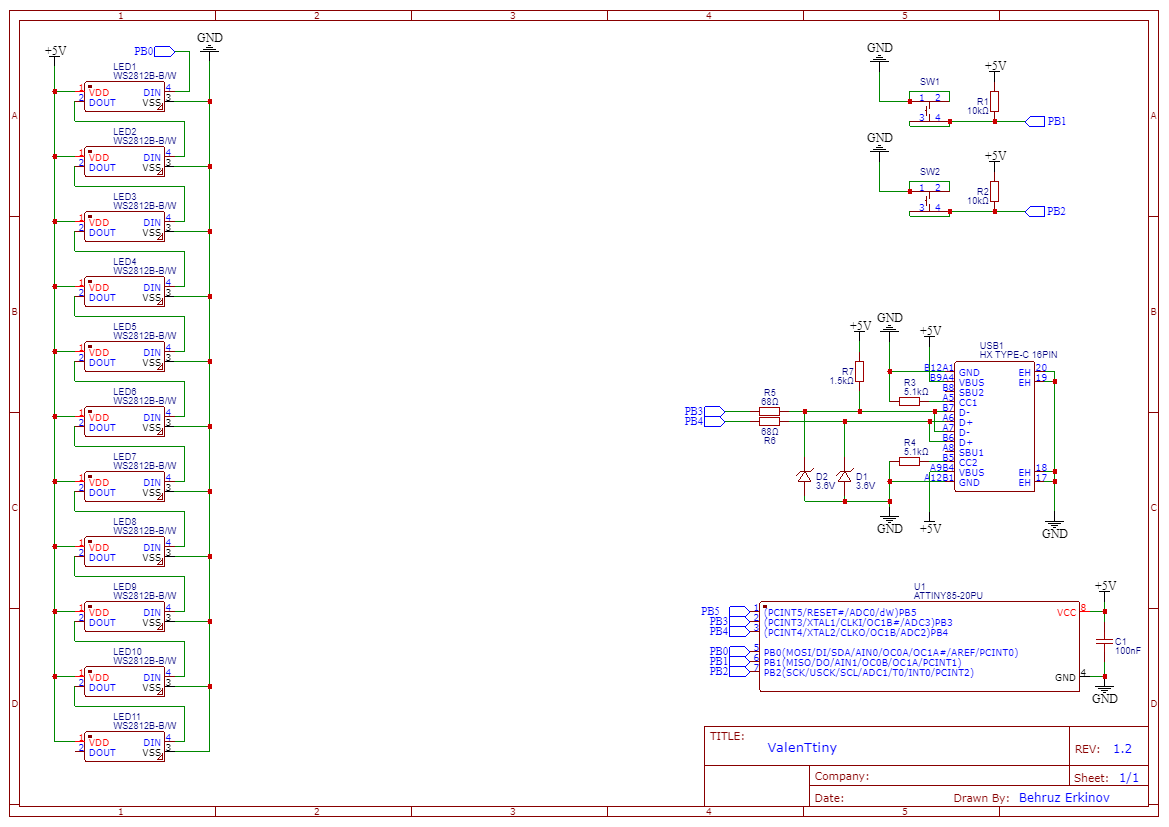 1 2 3 4 5
A
B
C
D
A
B
C
D
+5V
PB0
GND
LED1
WS2812B-B/W
1 VDD DIN 4
2 DOUT VSS 3
LED2
WS2812B-B/W
1 VDD DIN 4
2 DOUT VSS 3
LED3
WS2812B-B/W
1 VDD DIN 4
2 DOUT VSS 3
LED4
WS2812B-B/W
1 VDD DIN 4
2 DOUT VSS 3
LED5
WS2812B-B/W
1 VDD DIN 4
2 DOUT VSS 3
LED6
WS2812B-B/W
1 VDD DIN 4
2 DOUT VSS 3
LED7
WS2812B-B/W
1 VDD DIN 4
2 DOUT VSS 3
LED8
WS2812B-B/W
1 VDD DIN 4
2 DOUT VSS 3
LED9
WS2812B-B/W
1 VDD DIN 4
2 DOUT VSS 3
LED10
WS2812B-B/W
1 VDD DIN 4
2 DOUT VSS 3
LED11
WS2812B-B/W
1 VDD DIN 4
2 DOUT VSS 3
GND
+5V
SW1
1 2
3 4
R1
10kΩ
PB1
GND
+5V
SW2
1 2
3 4
R2
10kΩ
PB2
+5V
GND
+5V
USB1
HX TYPE-C 16PIN
R7
1.5kΩ
R3
5.1kΩ
R5
68Ω
PB3
PB4
68Ω
R6
R4
5.1kΩ
D2
3.6V
D1
3.6V
B12A1 GND EH 20
B9A4 VBUS EH 19
B8 SBU2
A5 CC1
B7 D-
A6 D+
A7 D-
B6 D+
A8 SBU1
B5 CC2
A9B4 VBUS EH 18
A12B1 GND EH 17
GND
+5V
GND
U1
ATTINY85-20PU
PB5 1 (PCINT5/RESET#/ADC0/dW)PB5
PB3 2 (PCINT3/XTAL1/CLKI/OC1B#/ADC3)PB3
PB4 3 (PCINT4/XTAL2/CLKO/OC1B/ADC2)PB4
PB0 5 PB0(MOSI/DI/SDA/AIN0/OC0A/OC1A#/AREF/PCINT0)
PB1 6 PB1(MISO/DO/AIN1/OC0B/OC1A/PCINT1)
PB2 7 PB2(SCK/USCK/SCL/ADC1/T0/INT0/PCINT2)
VCC 8
GND 4
+5V
C1
100nF
GND
TITLE:
ValenTtiny
REV: 1.2
Company:
Sheet: 1/1
Date:
Drawn By: Behruz Erkinov
1 2 3 4 5